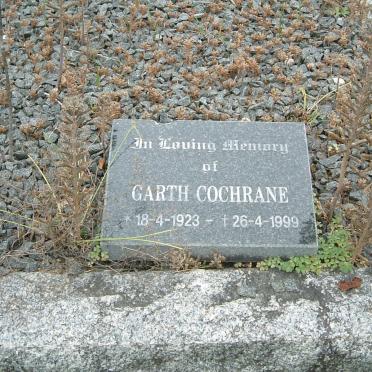 In Loving Memory
of
GARTH COCHRANE
* 18-4-1923 - † 26-4-1999